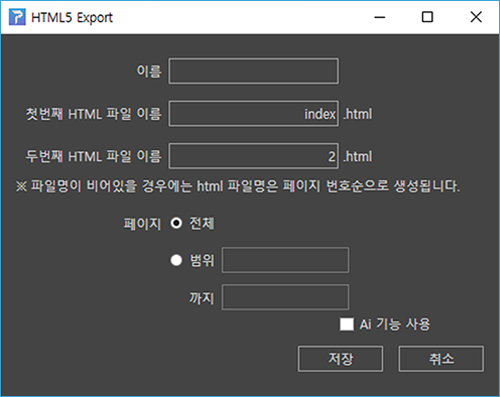 HTML5 Export
이름
첫번째 HTML 파일 이름 index .html
두번째 HTML 파일 이름 2 .html
※ 파일명이 비어있을 경우에는 html 파일명은 페이지 번호순으로 생성됩니다.
페이지 전체
범위
까지
Ai 기능 사용
저장 취소